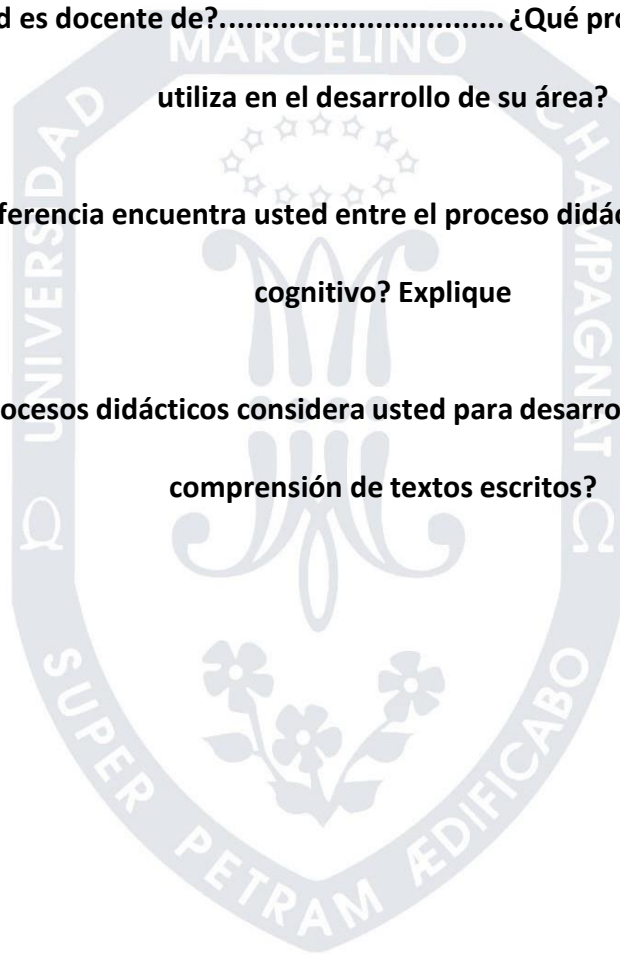 d es docente de?................................. ¿Qué pro
utiliza en el desarrollo de su área?
ferencia encuentra usted entre el proceso didác
cognitivo? Explique
ocesos didácticos considera usted para desarro
comprensión de textos escritos?
UNIVERSIDAD
MARCELINO
CHAMPAGNAT
SUPER PETRAM ÆDIFICABO